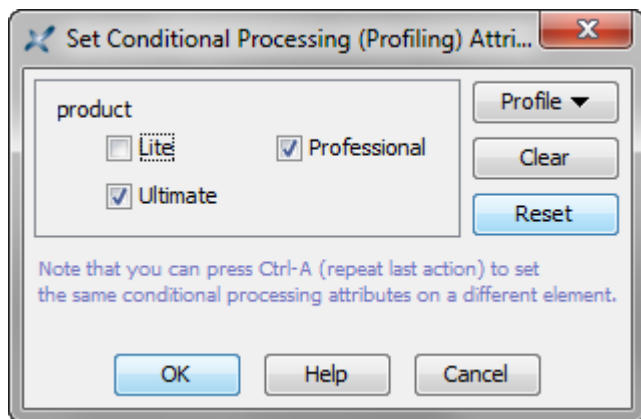 Set Conditional Processing (Profiling) Attri...
product
Lite
Professional
Ultimate
Profile
Clear
Reset
Note that you can press Ctrl-A (repeat last action) to set
the same conditional processing attributes on a different element.
OK
Help
Cancel